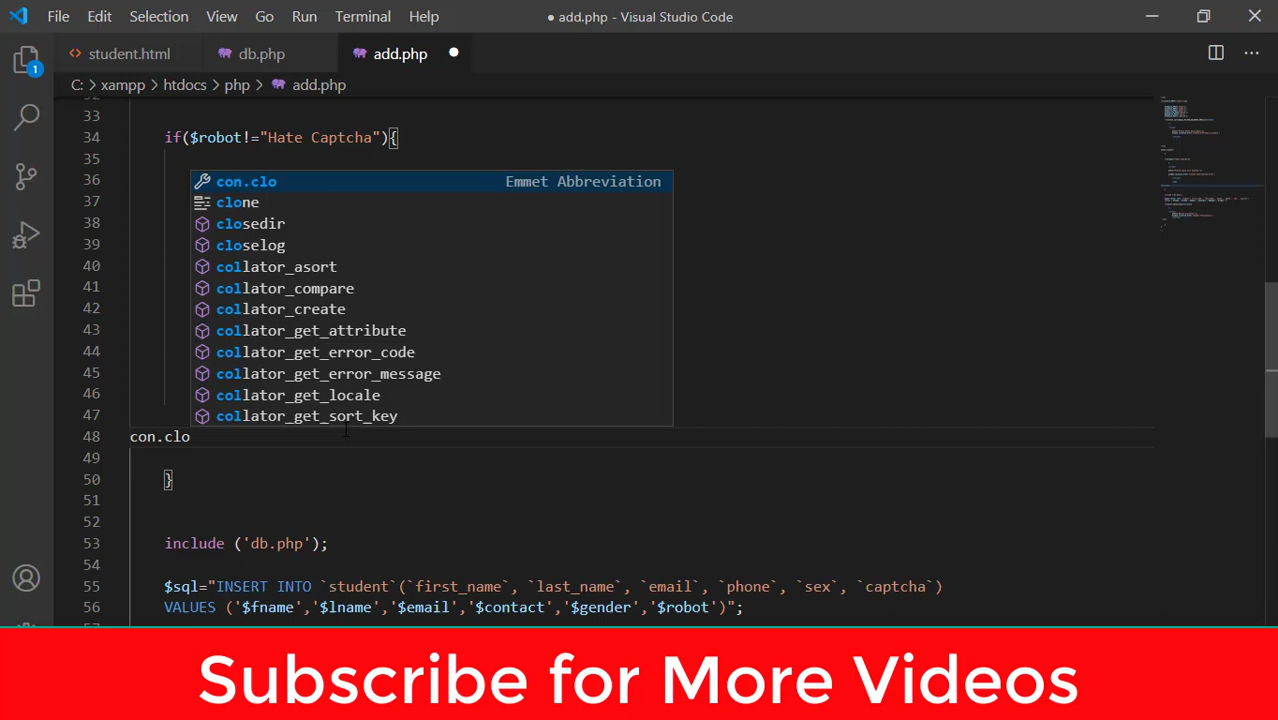 File Edit Selection View Go Run Terminal Help ● add.php - Visual Studio Code
student.html db.php add.php
C: > xampp > htdocs > php > add.php
33
34 if($robot!="Hate Captcha"){
35
36 con.clo Emmet Abbreviation
37 clone
38 closedir
39 closelog
40 collator_asort
41 collator_compare
42 collator_create
43 collator_get_attribute
44 collator_get_error_code
45 collator_get_error_message
46 collator_get_locale
47 collator_get_sort_key
48 con.clo
49
50 }
51
52
53 include ('db.php');
54
55 $sql="INSERT INTO `student`(`first_name`, `last_name`, `email`, `phone`, `sex`, `captcha`)
56 VALUES ('$fname','$lname','$email','$contact','$gender','$robot')";
1
Subscribe for More Videos